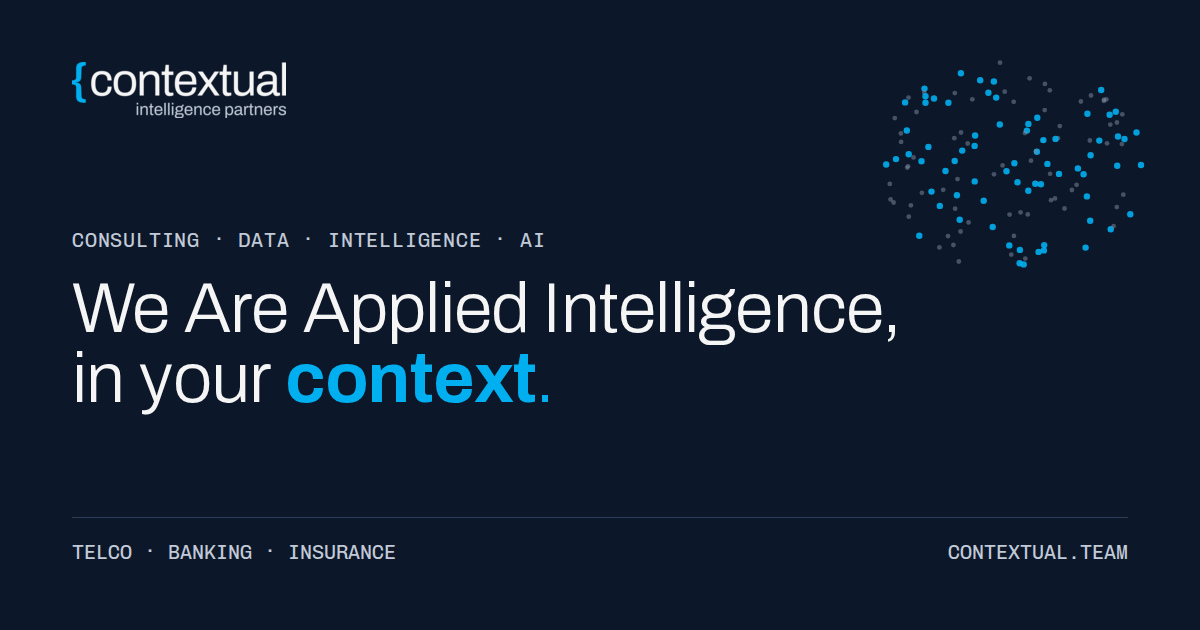 {contextual
intelligence partners
CONSULTING · DATA · INTELLIGENCE · AI
We Are Applied Intelligence,
in your context.
TELCO · BANKING · INSURANCE
CONTEXTUAL.TEAM